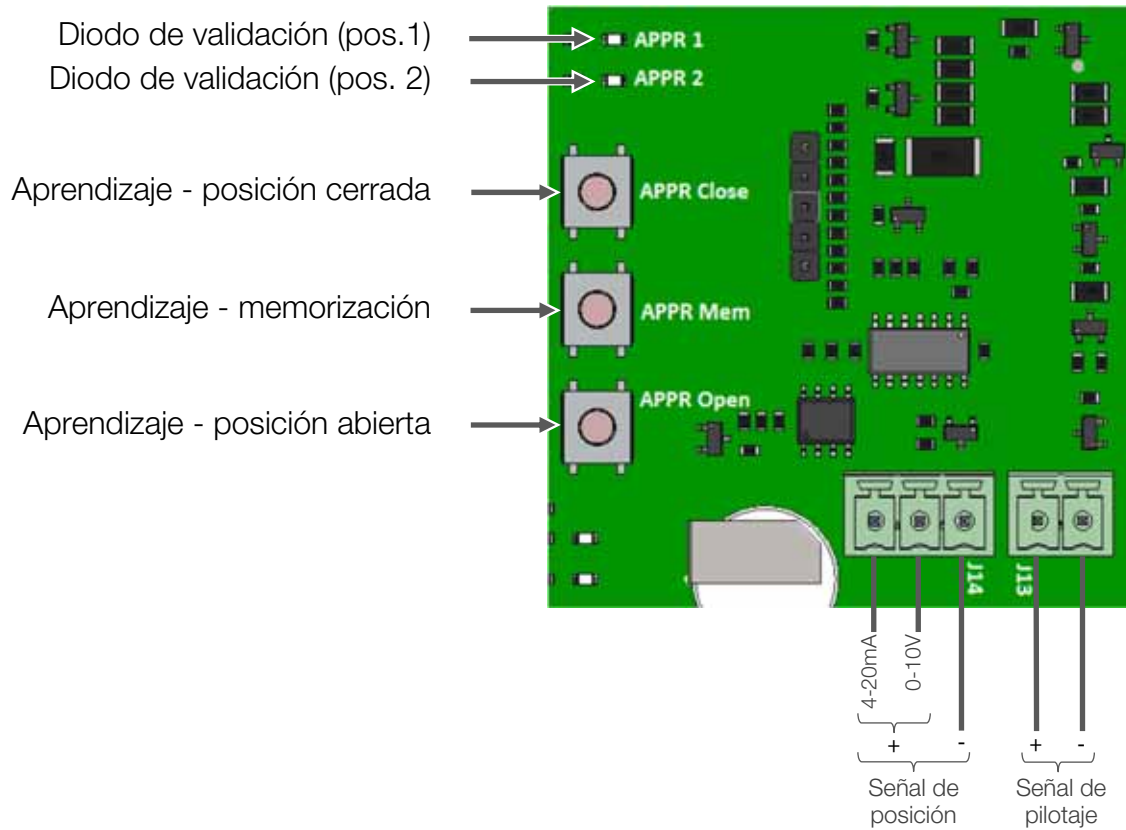 Diodo de validación (pos.1)
APPR 1
Diodo de validación (pos. 2)
APPR 2
Aprendizaje - posición cerrada
APPR Close
Aprendizaje - memorización
APPR Mem
Aprendizaje - posición abierta
APPR Open
J14
J13
4-20mA
0-10V
+
-
+
-
Señal de
posición
Señal de
pilotaje